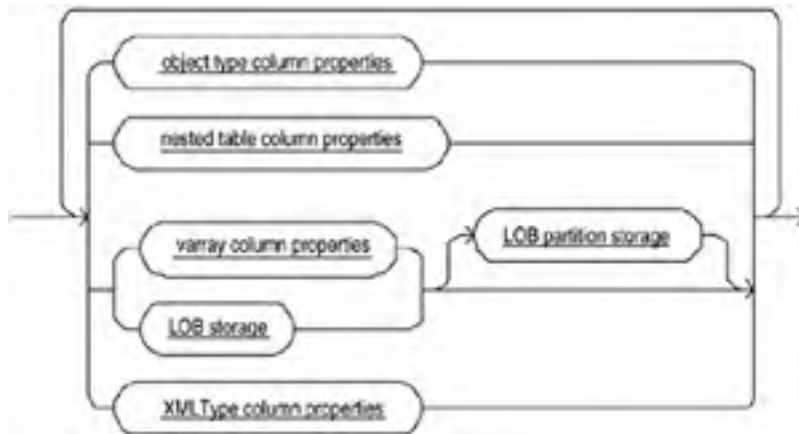 object type column properties
nested table column properties
varray column properties
LOB partition storage
LOB storage
XMLType column properties